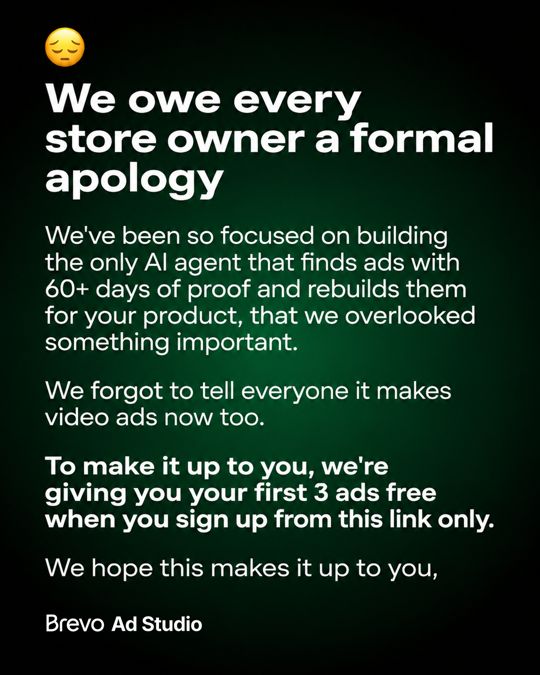 We owe every
store owner a formal
apology
We've been so focused on building
the only AI agent that finds ads with
60+ days of proof and rebuilds them
for your product, that we overlooked
something important.
We forgot to tell everyone it makes
video ads now too.
To make it up to you, we're
giving you your first 3 ads free
when you sign up from this link only.
We hope this makes it up to you,
Brevo Ad Studio